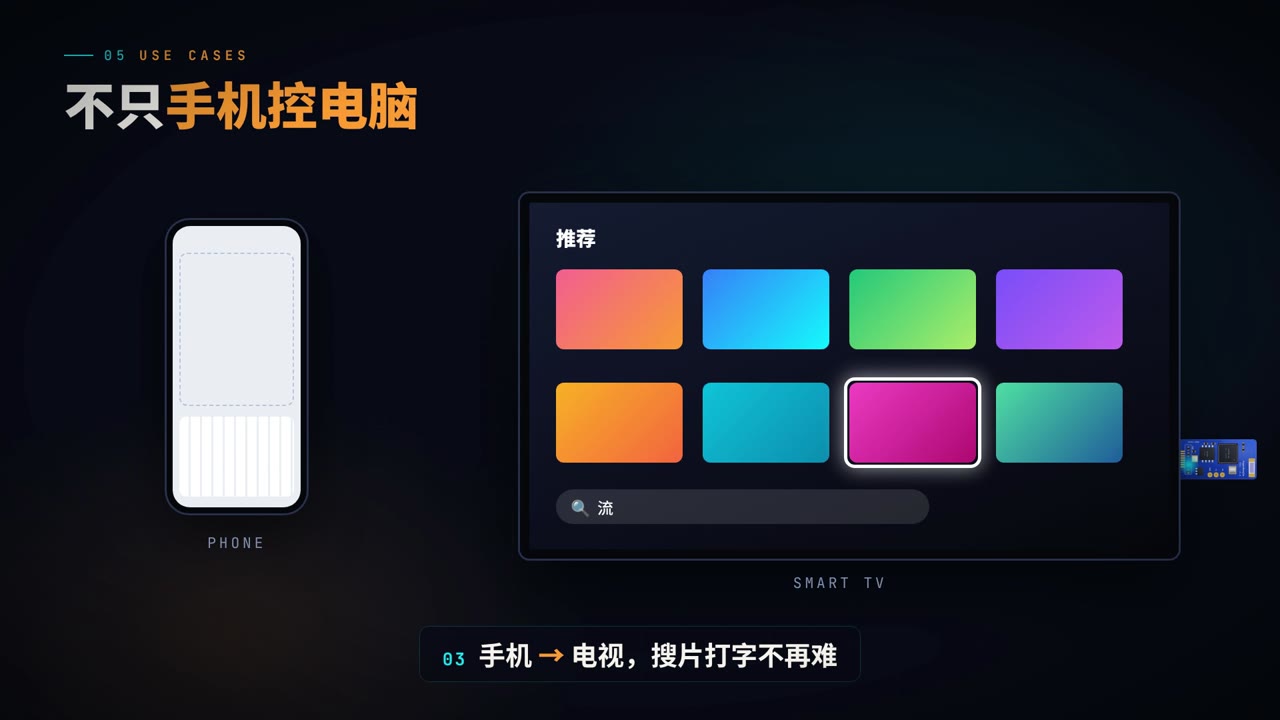 05 USE CASES
不只手机控电脑
推荐
流
PHONE
SMART TV
03 手机 → 电视，搜片打字不再难